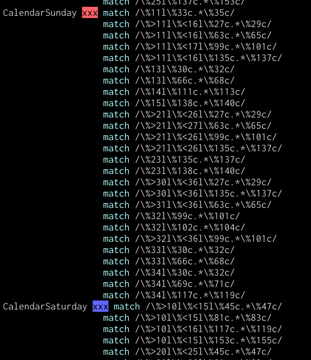 match /\%25l\%137c.*\%153c/
CalendarSunday xxx match /\%11l\%33c.*\%35c/
match /\%>11l\%<16l\%27c.*\%29c/
match /\%>11l\%<16l\%63c.*\%65c/
match /\%>11l\%<17l\%99c.*\%101c/
match /\%>11l\%<16l\%135c.*\%137c/
match /\%13l\%30c.*\%32c/
match /\%13l\%66c.*\%68c/
match /\%14l\%111c.*\%113c/
match /\%15l\%138c.*\%140c/
match /\%>21l\%<26l\%27c.*\%29c/
match /\%>21l\%<27l\%63c.*\%65c/
match /\%>21l\%<26l\%99c.*\%101c/
match /\%>21l\%<26l\%135c.*\%137c/
match /\%23l\%135c.*\%137c/
match /\%23l\%138c.*\%140c/
match /\%>30l\%<36l\%27c.*\%29c/
match /\%>30l\%<36l\%135c.*\%137c/
match /\%>31l\%<36l\%63c.*\%65c/
match /\%32l\%99c.*\%101c/
match /\%32l\%102c.*\%104c/
match /\%>32l\%<36l\%99c.*\%101c/
match /\%33l\%30c.*\%32c/
match /\%33l\%66c.*\%68c/
match /\%34l\%30c.*\%32c/
match /\%34l\%69c.*\%71c/
match /\%34l\%117c.*\%119c/
CalendarSaturday xxx match /\%>10l\%<15l\%45c.*\%47c/
match /\%>10l\%<15l\%81c.*\%83c/
match /\%>10l\%<16l\%117c.*\%119c/
match /\%>10l\%<15l\%153c.*\%155c/
match /\%>20l\%<25l\%45c.*\%47c/